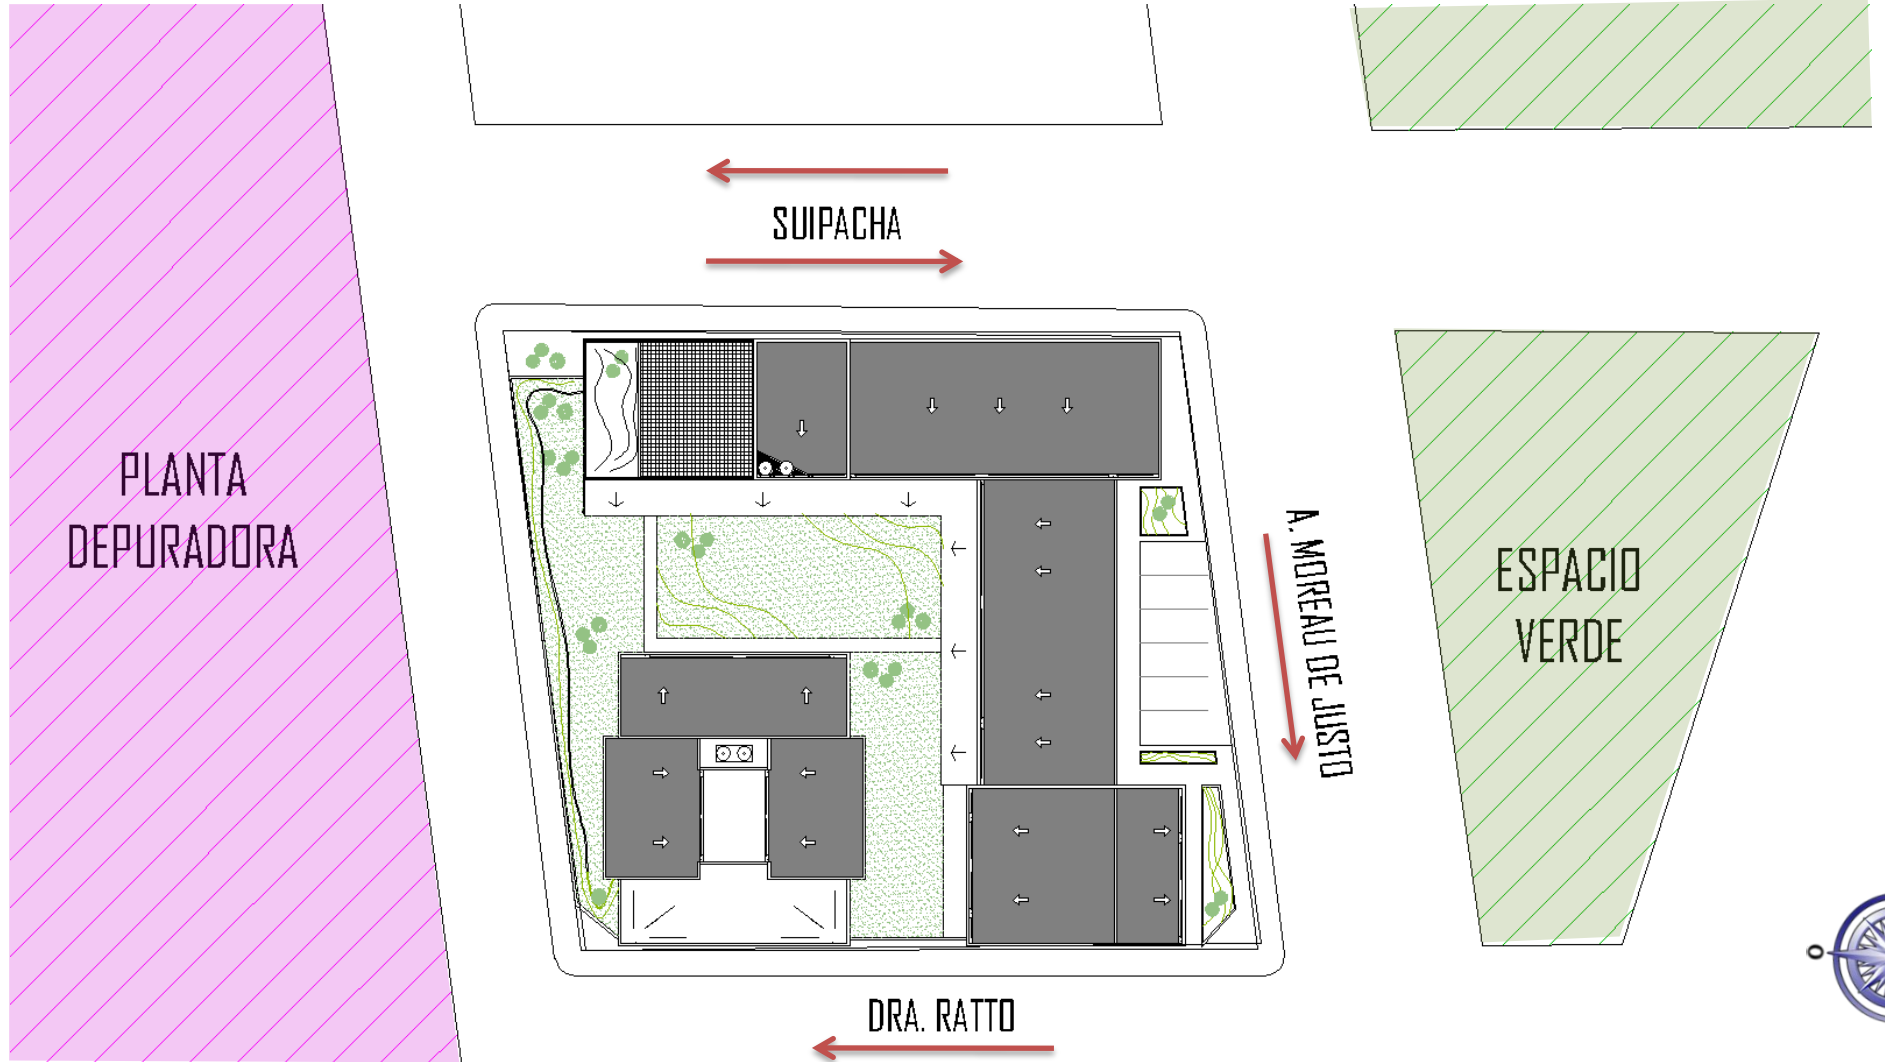 SUIPACHA
PLANTA
DEPURADORA
A. MOREAU DE JUSTO
ESPACIO
VERDE
O
DRA. RATTO